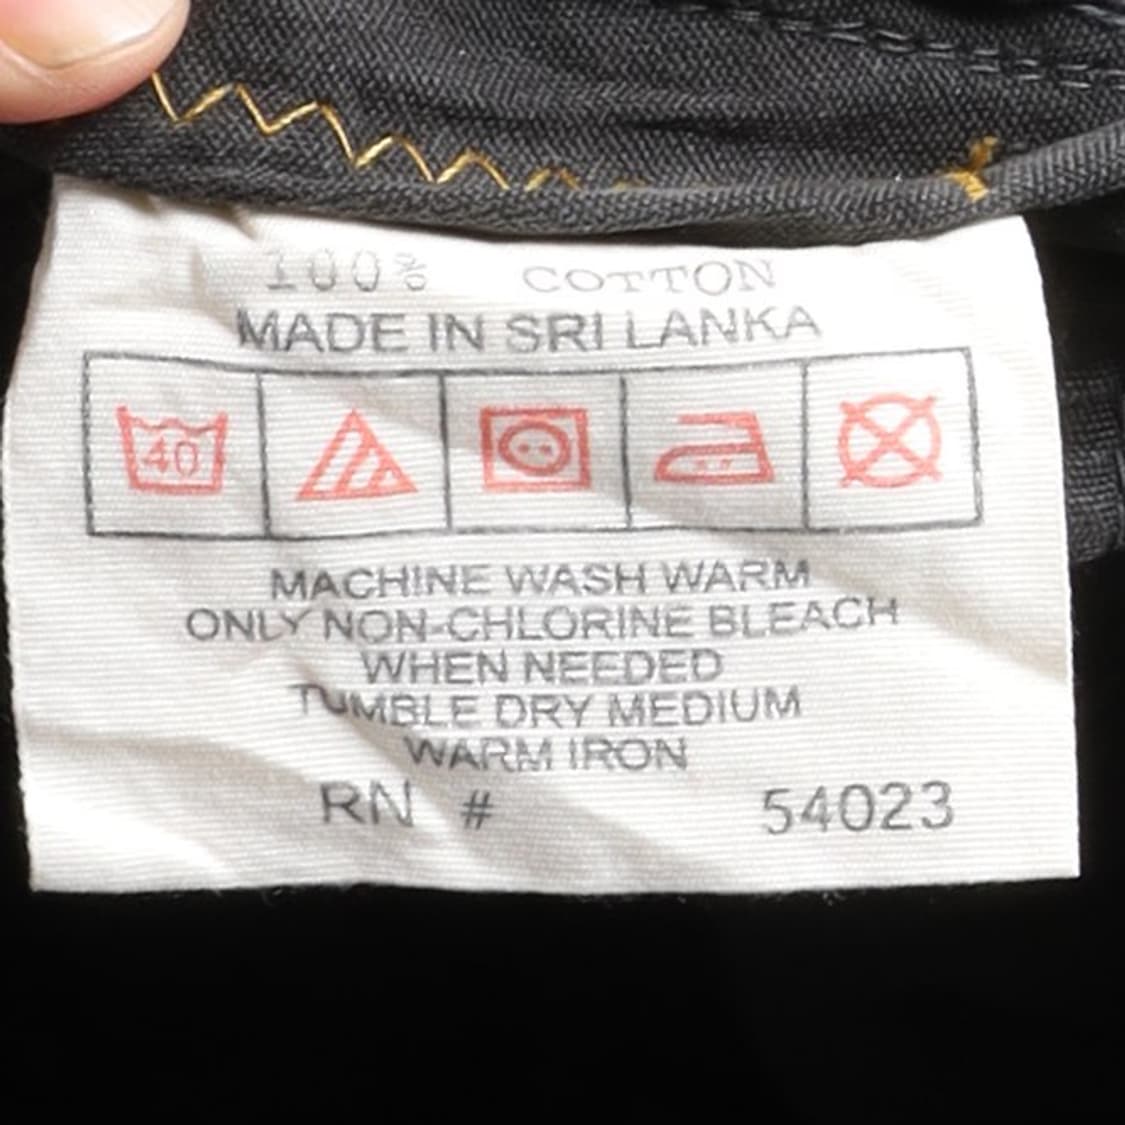 100% COTTON
MADE IN SRI LANKA
40
MACHINE WASH WARM
ONLY NON-CHLORINE BLEACH
WHEN NEEDED
TUMBLE DRY MEDIUM
WARM IRON
RN # 54023